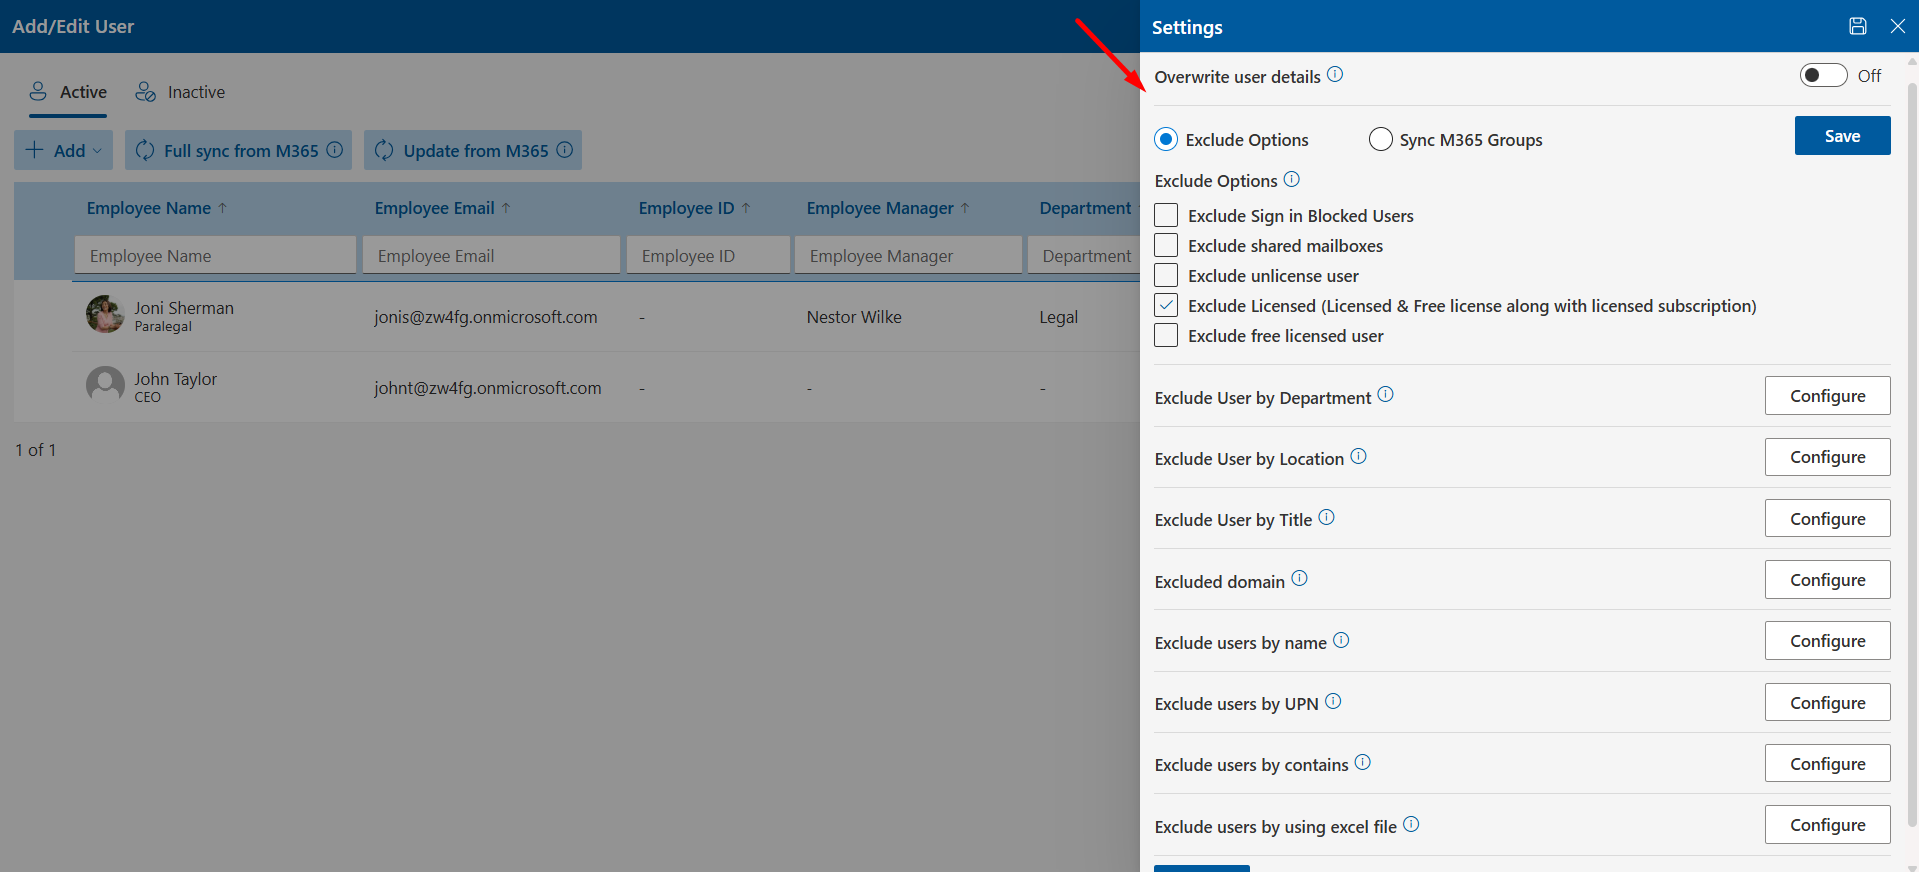 Add/Edit User
Active
Inactive
Add
Full sync from M365
Update from M365
Employee Name
Employee Email
Employee ID
Employee Manager
Department
Employee Name
Employee Email
Employee ID
Employee Manager
Department
Joni Sherman
Paralegal
jonis@zw4fg.onmicrosoft.com
-
Nestor Wilke
Legal
John Taylor
CEO
johnt@zw4fg.onmicrosoft.com
-
-
-
1 of 1
Settings
Overwrite user details
Off
Exclude Options
Sync M365 Groups
Save
Exclude Options
Exclude Sign in Blocked Users
Exclude shared mailboxes
Exclude unlicense user
Exclude Licensed (Licensed & Free license along with licensed subscription)
Exclude free licensed user
Exclude User by Department
Configure
Exclude User by Location
Configure
Exclude User by Title
Configure
Excluded domain
Configure
Exclude users by name
Configure
Exclude users by UPN
Configure
Exclude users by contains
Configure
Exclude users by using excel file
Configure